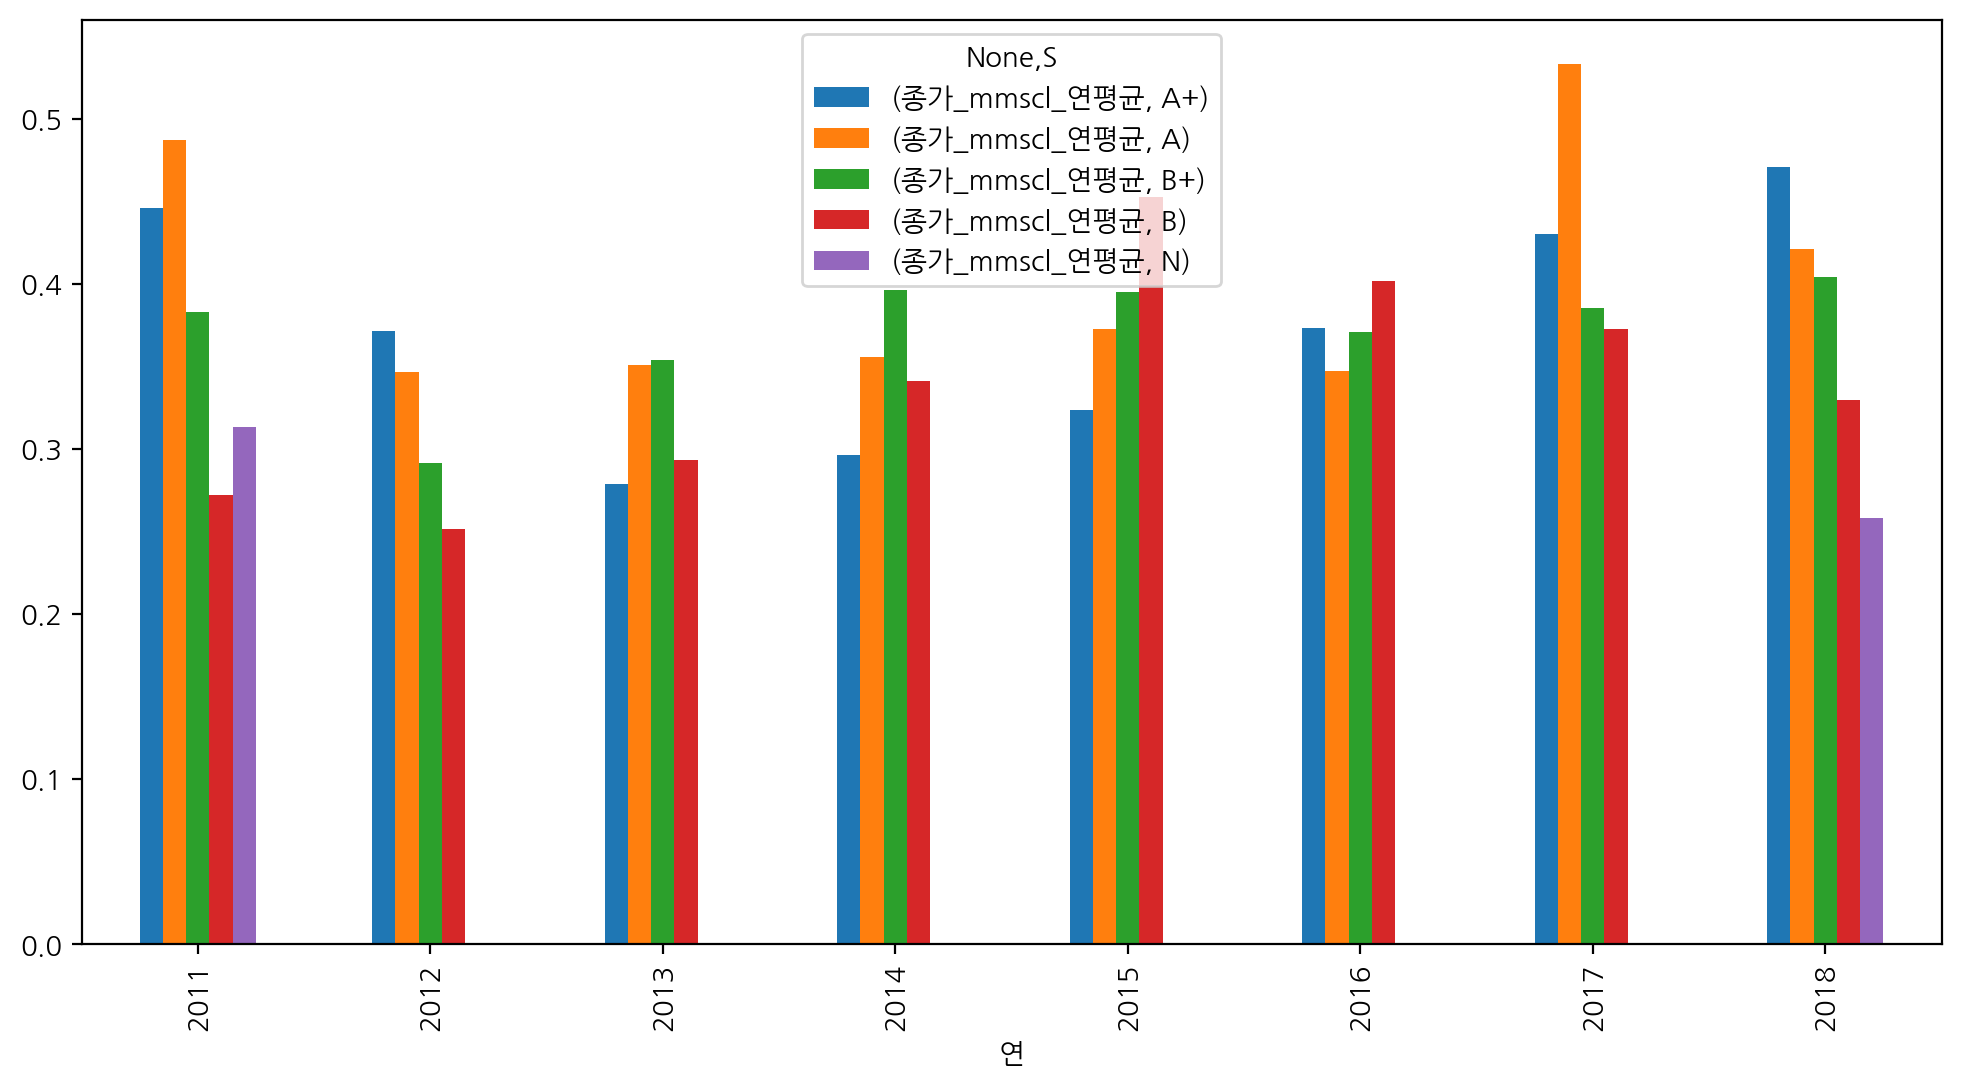 None,S
(종가_mmscl_연평균, A+)
(종가_mmscl_연평균, A)
(종가_mmscl_연평균, B+)
(종가_mmscl_연평균, B)
(종가_mmscl_연평균, N)
0.5
0.4
0.3
0.2
0.1
0.0
2011 2012 2013 2014 2015 2016 2017 2018
연